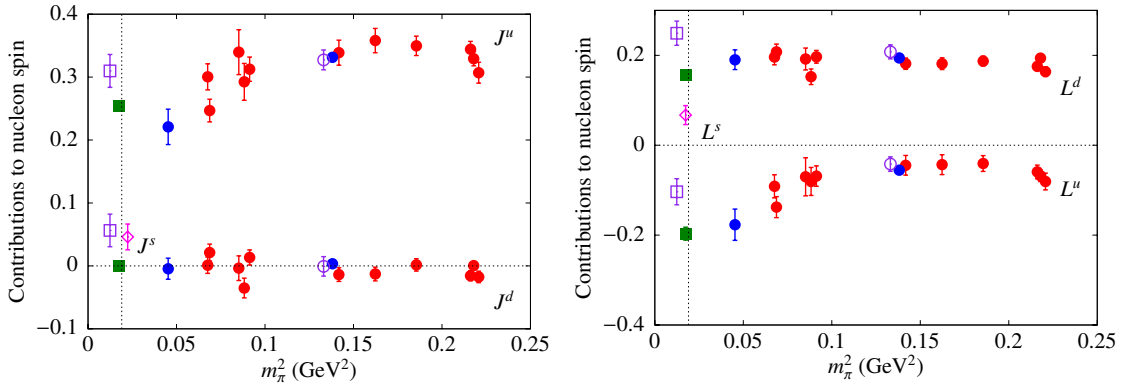 Contributions to nucleon spin
0.4
0.3
0.2
0.1
0
−0.1
J^u
J^s
J^d
0 0.05 0.1 0.15 0.2 0.25
m_π^2 (GeV^2)
Contributions to nucleon spin
0.4
0.2
0
−0.2
−0.4
L^d
L^s
L^u
0 0.05 0.1 0.15 0.2 0.25
m_π^2 (GeV^2)